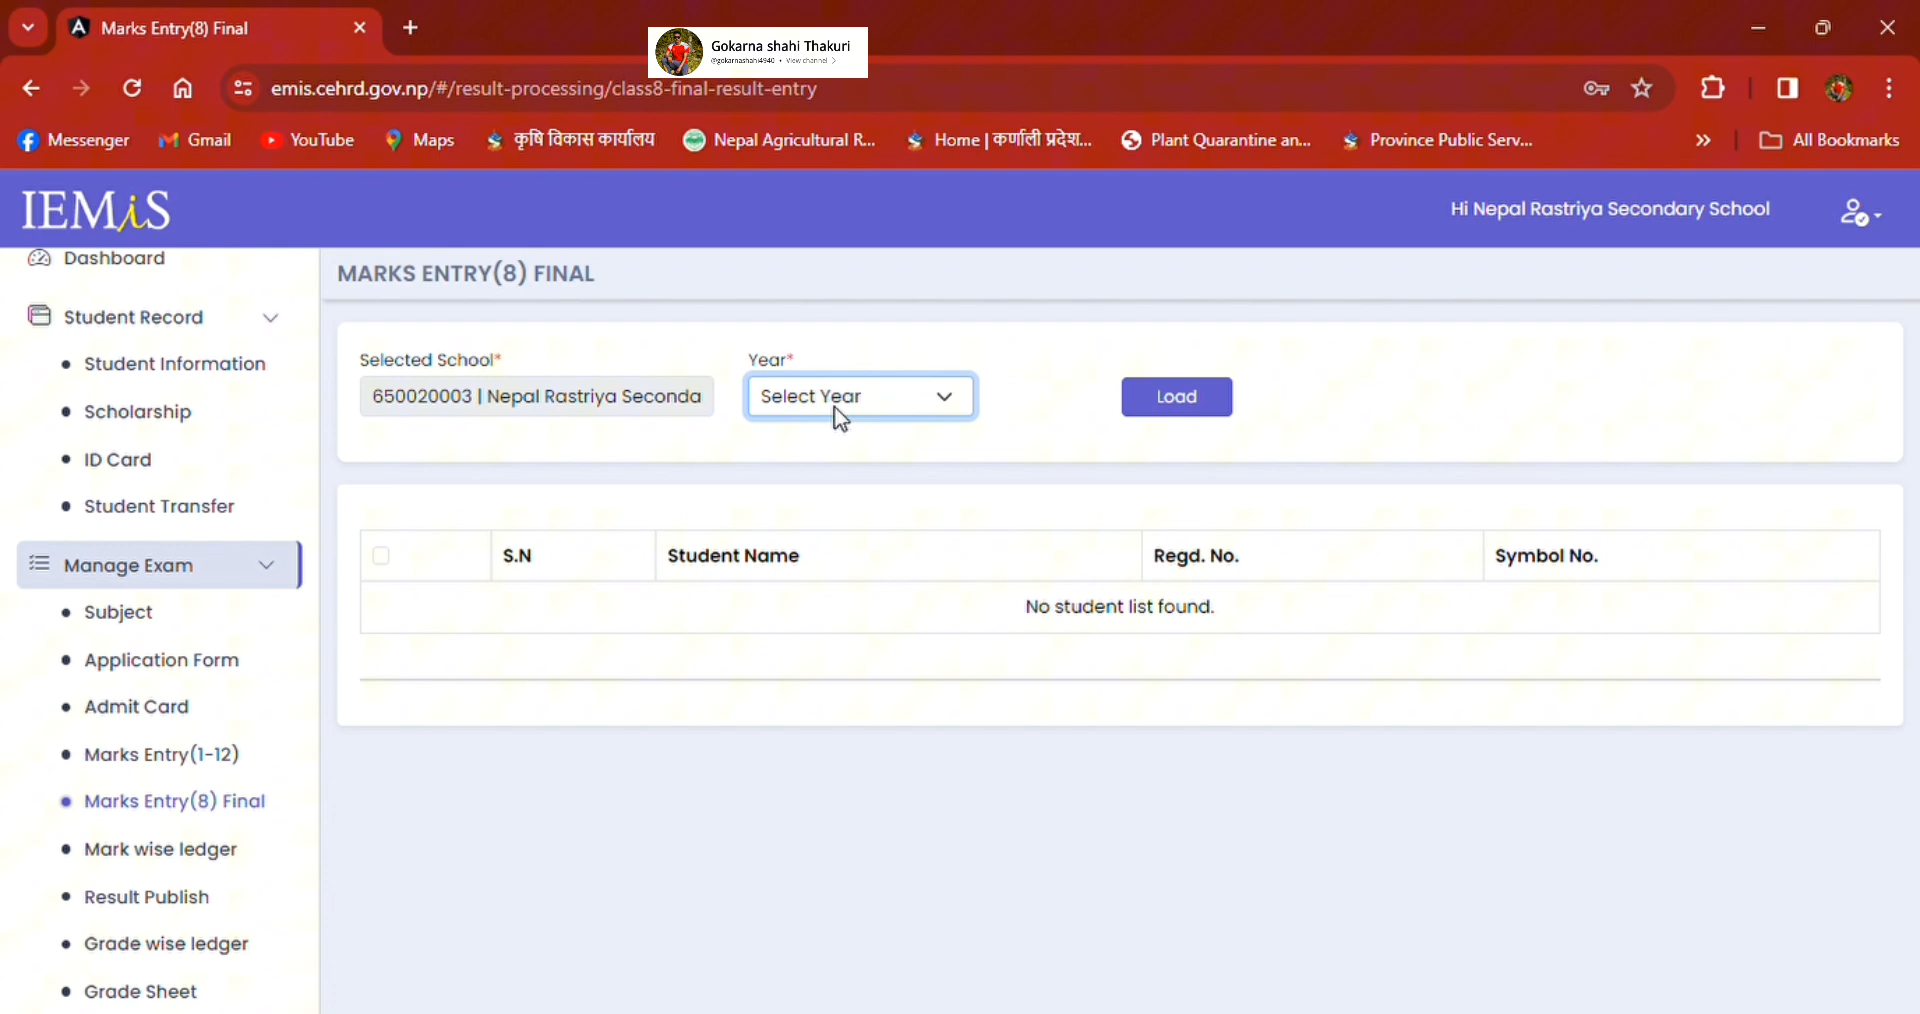 Marks Entry(8) Final
Gokarna shahi Thakuri
@gokarnashahi4940 • View channel >
emis.cehrd.gov.np/#/result-processing/class8-final-result-entry
Messenger
Gmail
YouTube
Maps
कृषि विकास कार्यालय
Nepal Agricultural R...
Home | कर्णाली प्रदेश...
Plant Quarantine an...
Province Public Serv...
All Bookmarks
IEMiS
Hi Nepal Rastriya Secondary School
Dashboard
Student Record
Student Information
Scholarship
ID Card
Student Transfer
Manage Exam
Subject
Application Form
Admit Card
Marks Entry(1-12)
Marks Entry(8) Final
Mark wise ledger
Result Publish
Grade wise ledger
Grade Sheet
MARKS ENTRY(8) FINAL
Selected School*
650020003 | Nepal Rastriya Seconda
Year*
Select Year
Load
S.N
Student Name
Regd. No.
Symbol No.
No student list found.